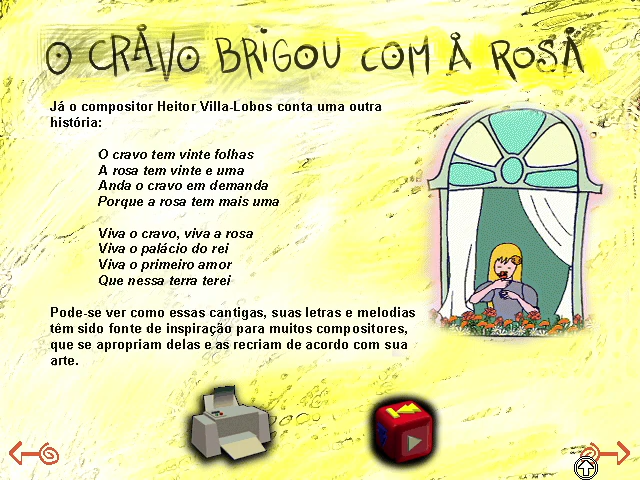 O CRAVO BRIGOU COM A ROSA
Já o compositor Heitor Villa-Lobos conta uma outra
história:
O cravo tem vinte folhas
A rosa tem vinte e uma
Anda o cravo em demanda
Porque a rosa tem mais uma
Viva o cravo, viva a rosa
Viva o palácio do rei
Viva o primeiro amor
Que nessa terra terei
Pode-se ver como essas cantigas, suas letras e melodias
têm sido fonte de inspiração para muitos compositores,
que se apropriam delas e as recriam de acordo com sua
arte.